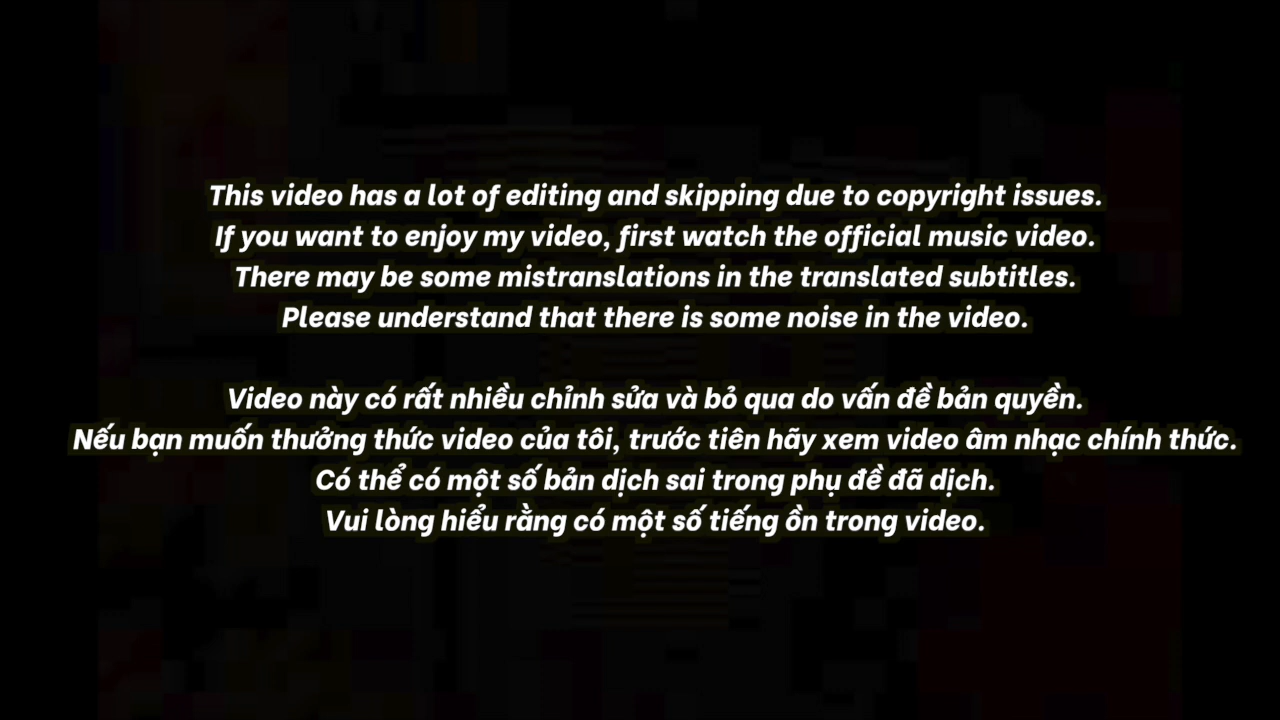 This video has a lot of editing and skipping due to copyright issues.
If you want to enjoy my video, first watch the official music video.
There may be some mistranslations in the translated subtitles.
Please understand that there is some noise in the video.
Video này có rất nhiều chỉnh sửa và bỏ qua do vấn đề bản quyền.
Nếu bạn muốn thưởng thức video của tôi, trước tiên hãy xem video âm nhạc chính thức.
Có thể có một số bản dịch sai trong phụ đề đã dịch.
Vui lòng hiểu rằng có một số tiếng ồn trong video.